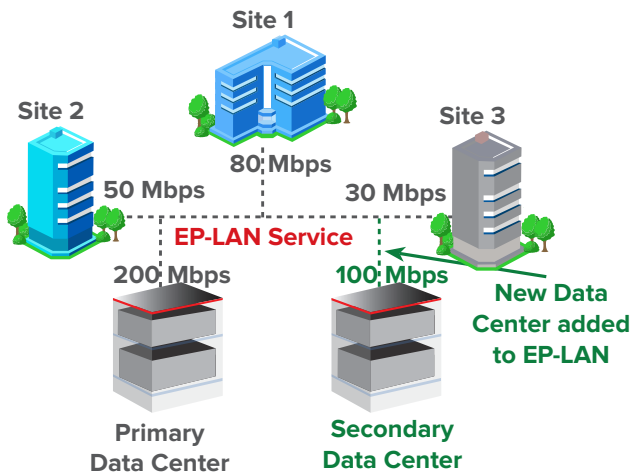 Site 1
Site 2
Site 3
80 Mbps
50 Mbps
30 Mbps
EP-LAN Service
200 Mbps
100 Mbps
New Data
Center added
to EP-LAN
Primary
Data Center
Secondary
Data Center